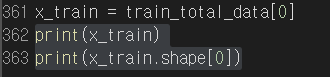 361 x_train = train_total_data[0]
362 print(x_train)
363 print(x_train.shape[0])